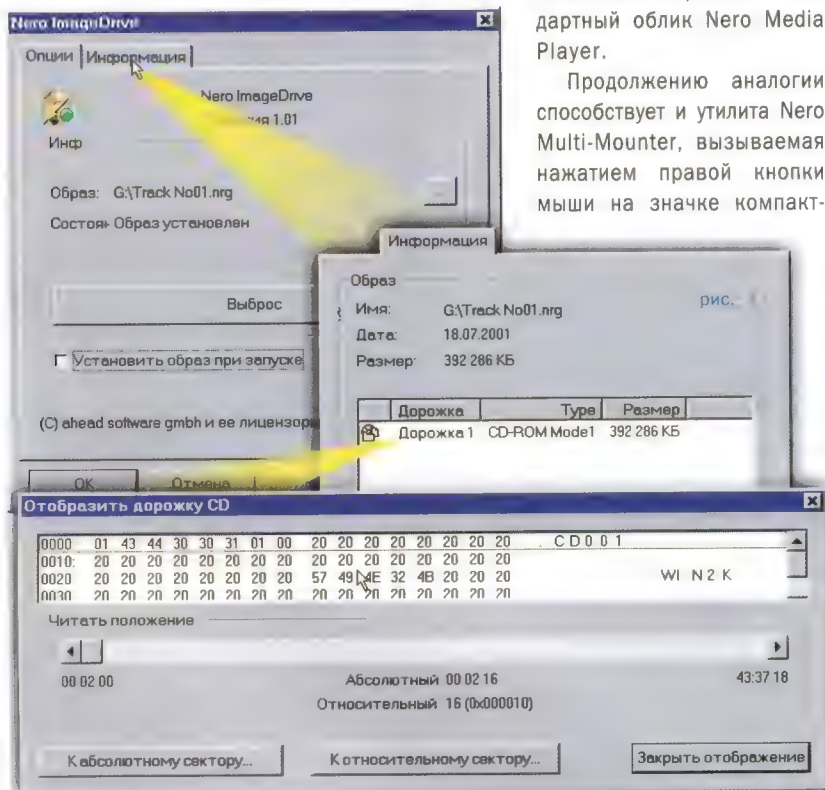 Nero ImageDrive
Опции
Информация
Nero ImageDrive
1.01
Инф
Образ: G:\Track No01.nrg
...
Состоян Образ установлен
Выброс
Установить образ при запуске
(C) ahead software gmbh и ее лицензор
OK
Отмена
дартный облик Nero Media
Player.
Продолжению аналогии
способствует и утилита Nero
Multi-Mounter, вызываемая
нажатием правой кнопки
мыши на значке компакт-
Информация
Образ
Имя: G:\Track No01.nrg
Дата: 18.07.2001
Размер: 392 286 КБ
рис.
Дорожка Type Размер
Дорожка 1 CD-ROM Mode1 392 286 КБ
Отобразить дорожку CD
0000 01 43 44 30 30 31 01 00 20 20 20 20 20 20 20 20 . C D 0 0 1
0010: 20 20 20 20 20 20 20 20 20 20 20 20 20 20 20 20
0020 20 20 20 20 20 20 20 20 57 49 4E 32 4B 20 20 20 WI N 2 K
0030 20 20 20 20 20 20 20 20 20 20 20 20 20 20 20 20
Читать положение
00 02 00
Абсолютный 00 02 16
43:37 18
Относительный 16 (0x000010)
К абсолютному сектору...
К относительному сектору...
Закрыть отображение